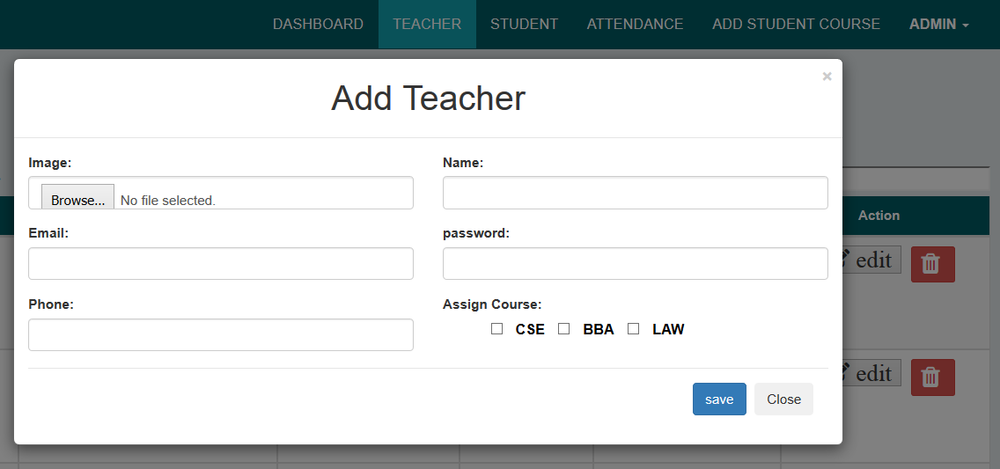 DASHBOARD TEACHER STUDENT ATTENDANCE ADD STUDENT COURSE ADMIN
×
Add Teacher
Image: Name:
Browse... No file selected.
Action
Email: password:
edit
Phone: Assign Course:
CSE BBA LAW
edit
save Close